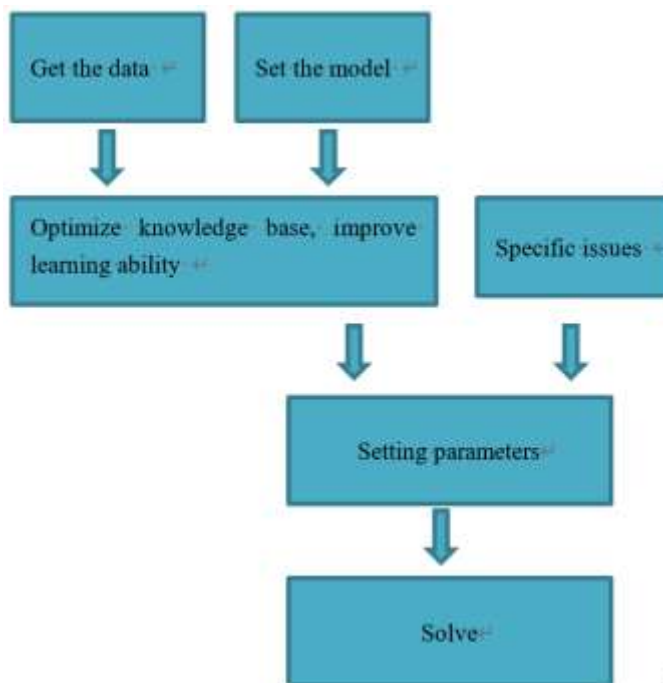 Get the data
Set the model
Optimize knowledge base, improve
learning ability
Specific issues
Setting parameters
Solve